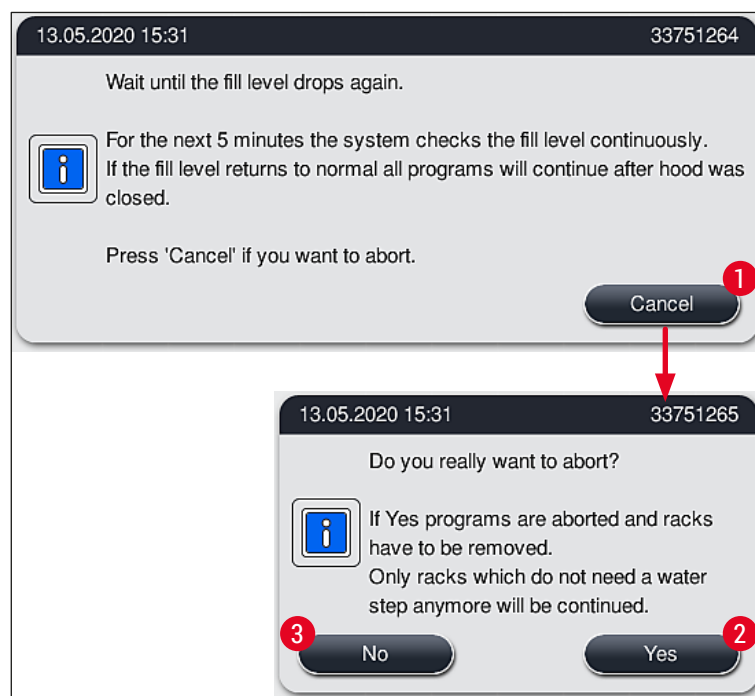 13.05.2020 15:31 33751264
Wait until the fill level drops again.
For the next 5 minutes the system checks the fill level continuously.
If the fill level returns to normal all programs will continue after hood was
closed.
Press 'Cancel' if you want to abort.
1
Cancel
13.05.2020 15:31 33751265
Do you really want to abort?
If Yes programs are aborted and racks
have to be removed.
Only racks which do not need a water
step anymore will be continued.
3 2
No Yes